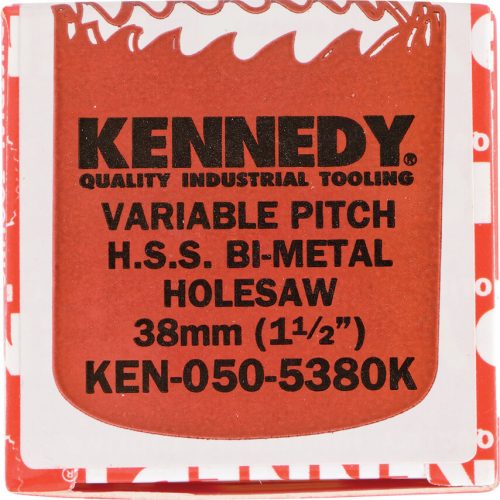 KENNEDY®
QUALITY INDUSTRIAL TOOLING
VARIABLE PITCH
H.S.S. BI-METAL
HOLESAW
38mm (1½”)
KEN-050-5380K